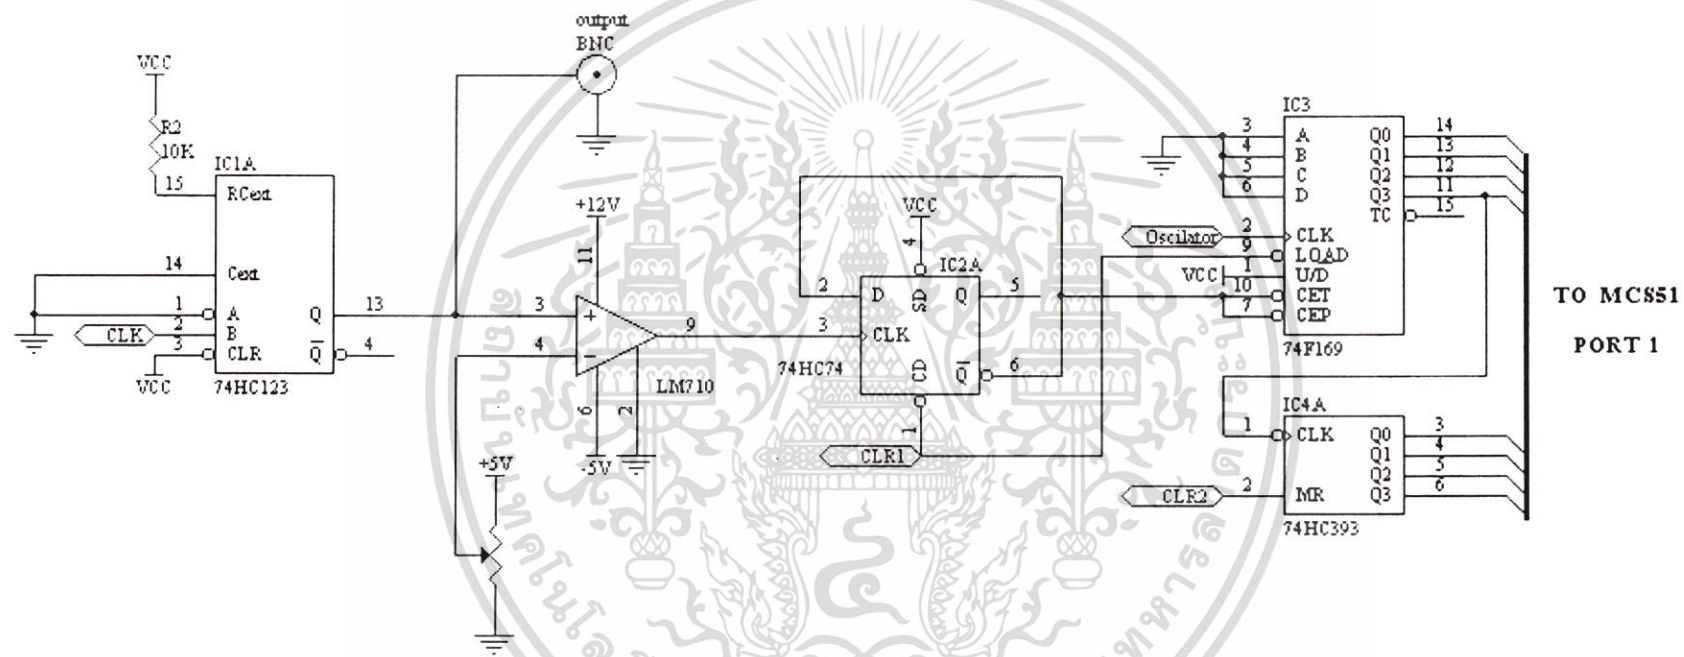 output
BNC
VCC
R2
10K
IC1A
15
RCext
14
Cext
1
A
CLK
2
B
3
CLR
VCC
Q
13
Q
4
74HC123
+12V
11
3
+
4
-
9
6
2
LM710
-5V
+5V
VCC
4
IC2A
2
D
SD
Q
5
3
CLK
74HC74
CD
Q
6
1
CLR1
IC3
3
A
Q0
14
4
B
Q1
13
5
C
Q2
12
6
D
Q3
11
TC
15
Oscilator
2
CLK
9
LOAD
VCC
1
U/D
10
CET
7
CEP
74F169
IC4A
1
CLK
Q0
3
Q1
4
Q2
5
CLR2
2
MR
Q3
6
74HC393
TO MCS51
PORT 1